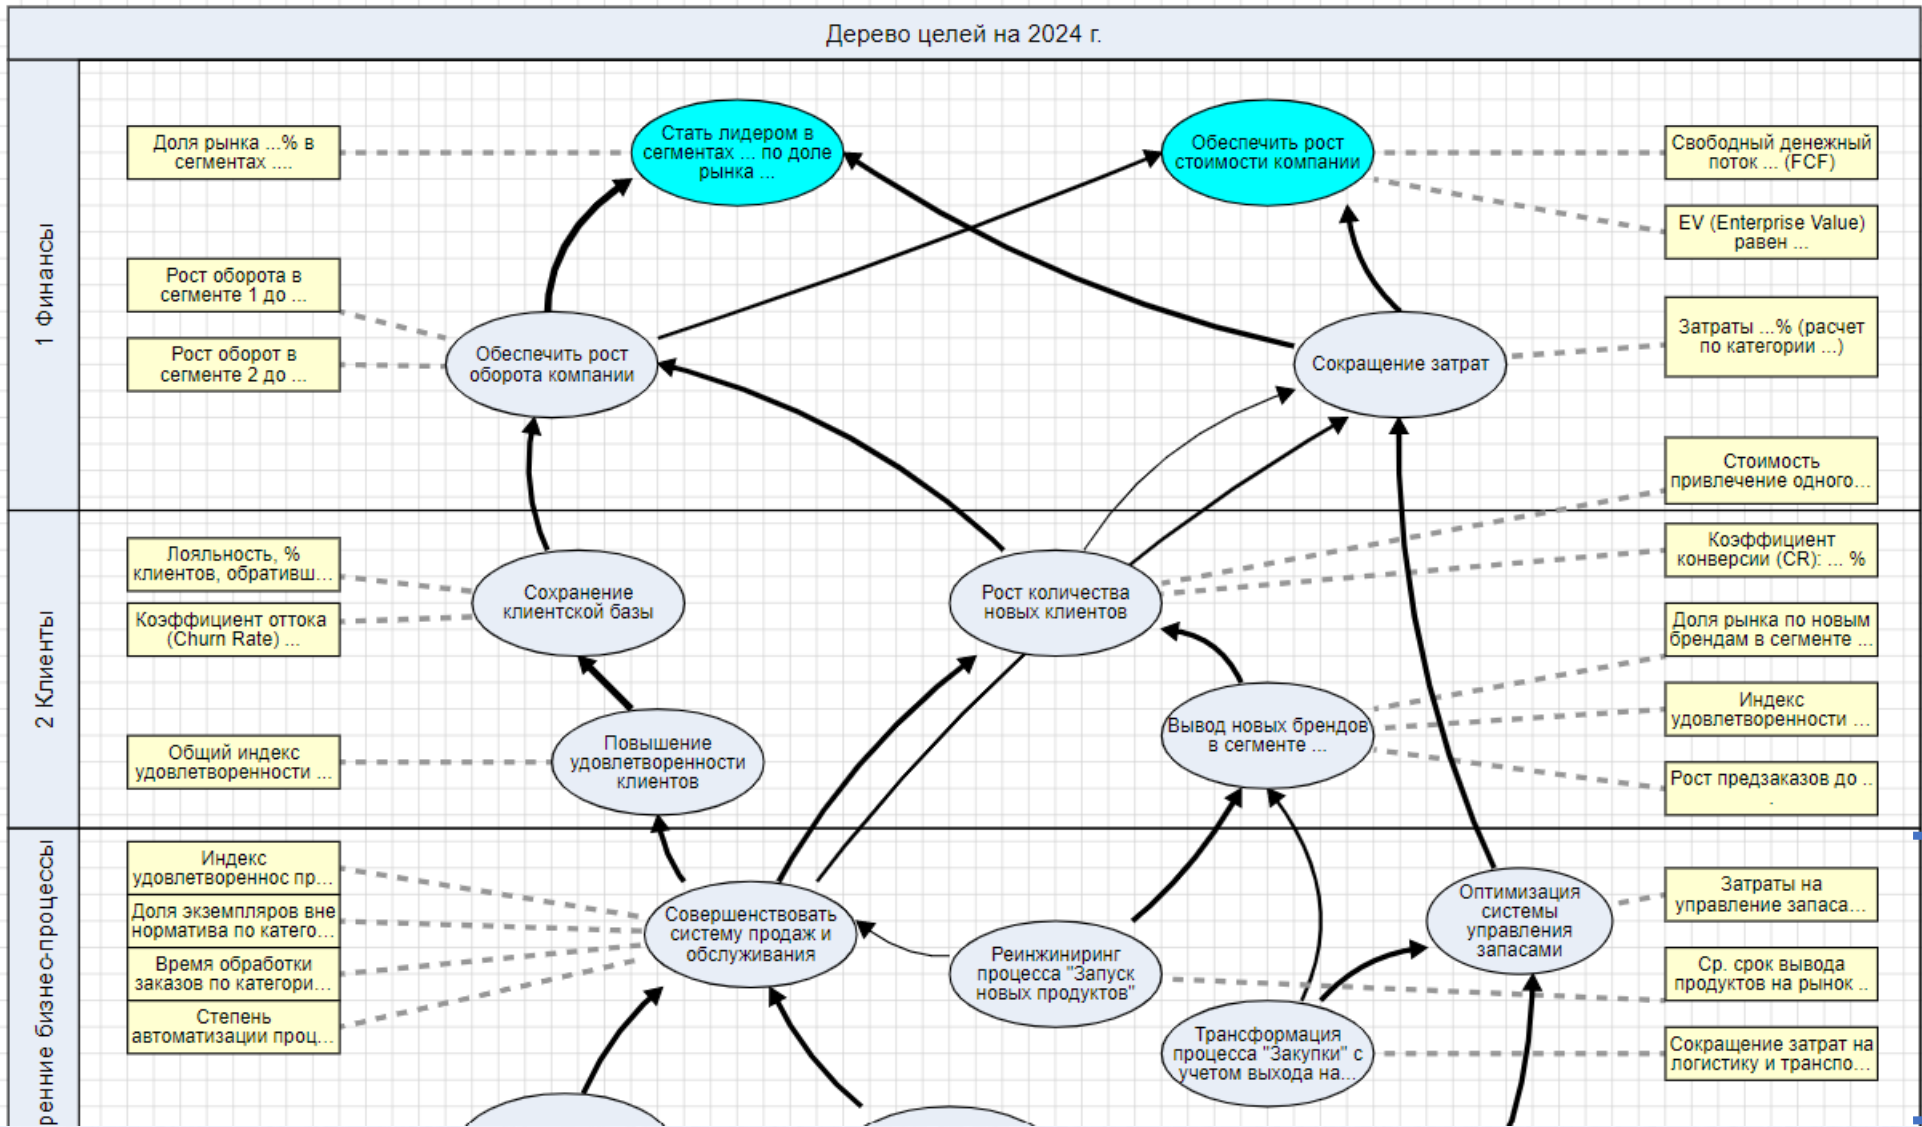 Дерево целей на 2024 г.
1 Финансы
Доля рынка ...% в
сегментах ....
Стать лидером в
сегментах ... по доле
рынка ...
Обеспечить рост
стоимости компании
Свободный денежный
поток ... (FCF)
EV (Enterprise Value)
равен ...
Рост оборота в
сегменте 1 до ...
Рост оборот в
сегменте 2 до ...
Обеспечить рост
оборота компании
Сокращение затрат
Затраты ...% (расчет
по категории ...)
Стоимость
привлечение одного...
2 Клиенты
Лояльность, %
клиентов, обративш...
Коэффициент оттока
(Churn Rate) ...
Сохранение
клиентской базы
Рост количества
новых клиентов
Коэффициент
конверсии (CR): ... %
Доля рынка по новым
брендам в сегменте ...
Общий индекс
удовлетворенности ...
Повышение
удовлетворенности
клиентов
Вывод новых брендов
в сегменте ...
Индекс
удовлетворенности ...
Рост предзаказов до ..
.
ренние бизнес-процессы
Индекс
удовлетвореннос пр...
Доля экземпляров вне
норматива по катего...
Время обработки
заказов по категори...
Степень
автоматизации проц...
Совершенствовать
систему продаж и
обслуживания
Реинжиниринг
процесса "Запуск
новых продуктов"
Трансформация
процесса "Закупки" с
учетом выхода на...
Оптимизация
системы
управления
запасами
Затраты на
управление запаса...
Ср. срок вывода
продуктов на рынок ..
Сокращение затрат на
логистику и транспо...